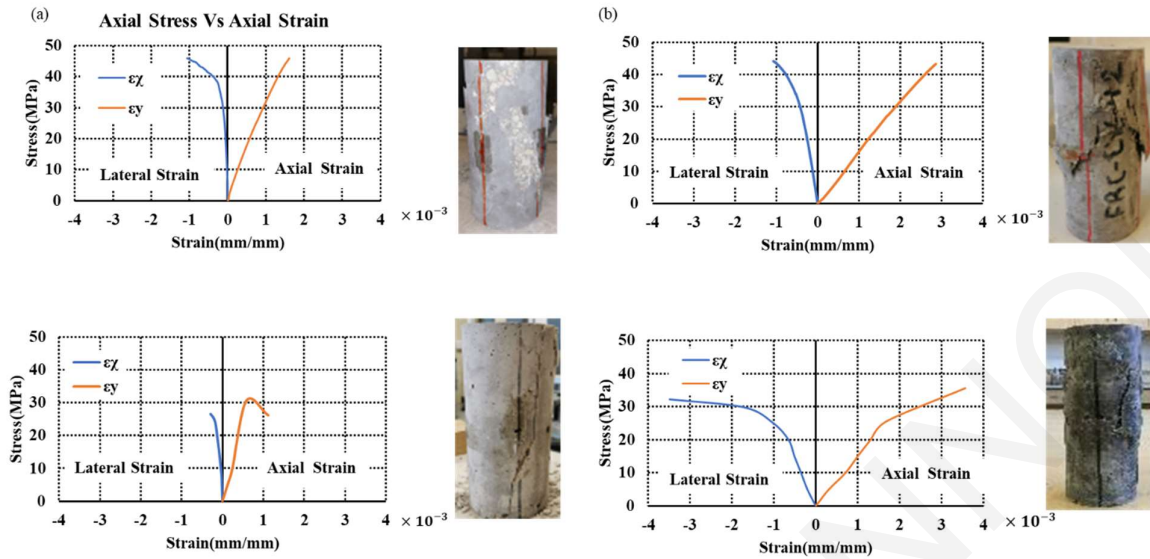 (a)
Axial Stress Vs Axial Strain
50
40
30
20
10
0
Stress(MPa)
εχ
εy
Lateral Strain
Axial Strain
-4 -3 -2 -1 0 1 2 3 4
× 10⁻³
Strain(mm/mm)
(b)
50
40
30
20
10
0
Stress(MPa)
εχ
εy
Lateral Strain
Axial Strain
-4 -3 -2 -1 0 1 2 3 4
× 10⁻³
Strain(mm/mm)
50
40
30
20
10
0
Stress(MPa)
εχ
εy
Lateral Strain
Axial Strain
-4 -3 -2 -1 0 1 2 3 4
× 10⁻³
Strain(mm/mm)
50
40
30
20
10
0
Stress(MPa)
εχ
εy
Lateral Strain
Axial Strain
-4 -3 -2 -1 0 1 2 3 4
× 10⁻³
Strain(mm/mm)